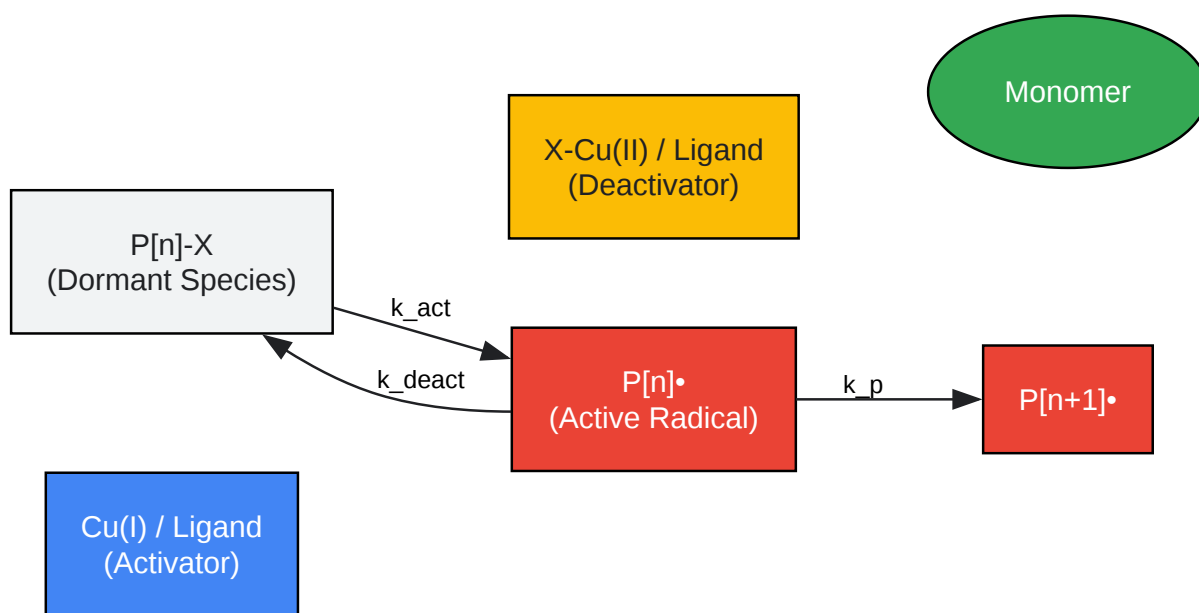 Monomer
X-Cu(II) / Ligand
(Deactivator)
P[n]-X
(Dormant Species)
k_act
k_deact
P[n]•
(Active Radical)
k_p
P[n+1]•
Cu(I) / Ligand
(Activator)